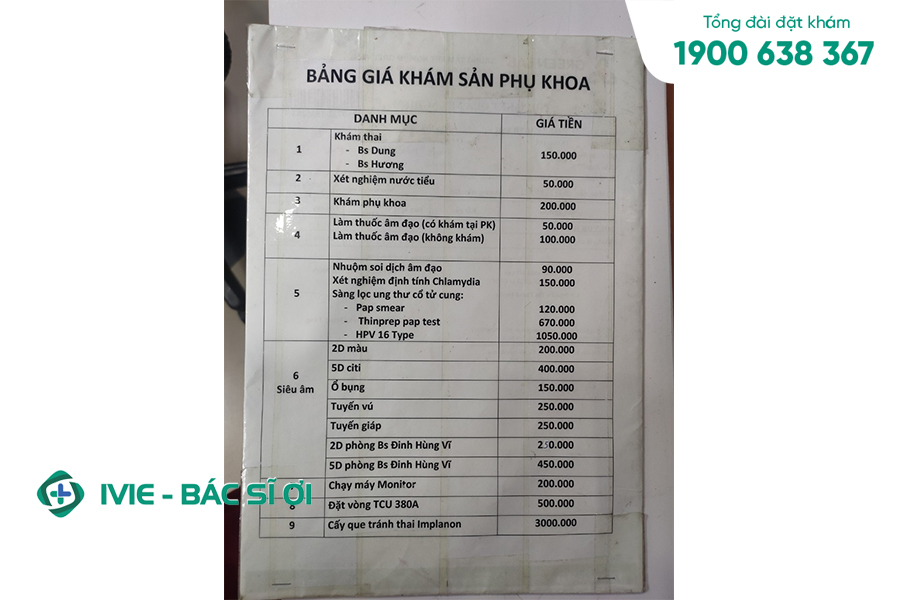 Tổng đài đặt khám
1900 638 367
BẢNG GIÁ KHÁM SẢN PHỤ KHOA
DANH MỤC GIÁ TIỀN
1 Khám thai
- Bs Dung 150.000
- Bs Hương
2 Xét nghiệm nước tiểu 50.000
3 Khám phụ khoa 200.000
4 Làm thuốc âm đạo (có khám tại PK) 50.000
Làm thuốc âm đạo (không khám) 100.000
5 Nhuộm soi dịch âm đạo 90.000
Xét nghiệm định tính Chlamydia 150.000
Sàng lọc ung thư cổ tử cung:
- Pap smear 120.000
- Thinprep pap test 670.000
- HPV 16 Type 1050.000
6 Siêu âm 2D màu 200.000
5D citi 400.000
Ổ bụng 150.000
Tuyến vú 250.000
Tuyến giáp 250.000
2D phòng Bs Đinh Hùng Vĩ
5D phòng Bs Đinh Hùng Vĩ 450.000
Chạy máy Monitor 200.000
8 Đặt vòng TCU 380A 500.000
9 Cấy que tránh thai Implanon 3000.000
IVIE - BÁC SĨ ƠI